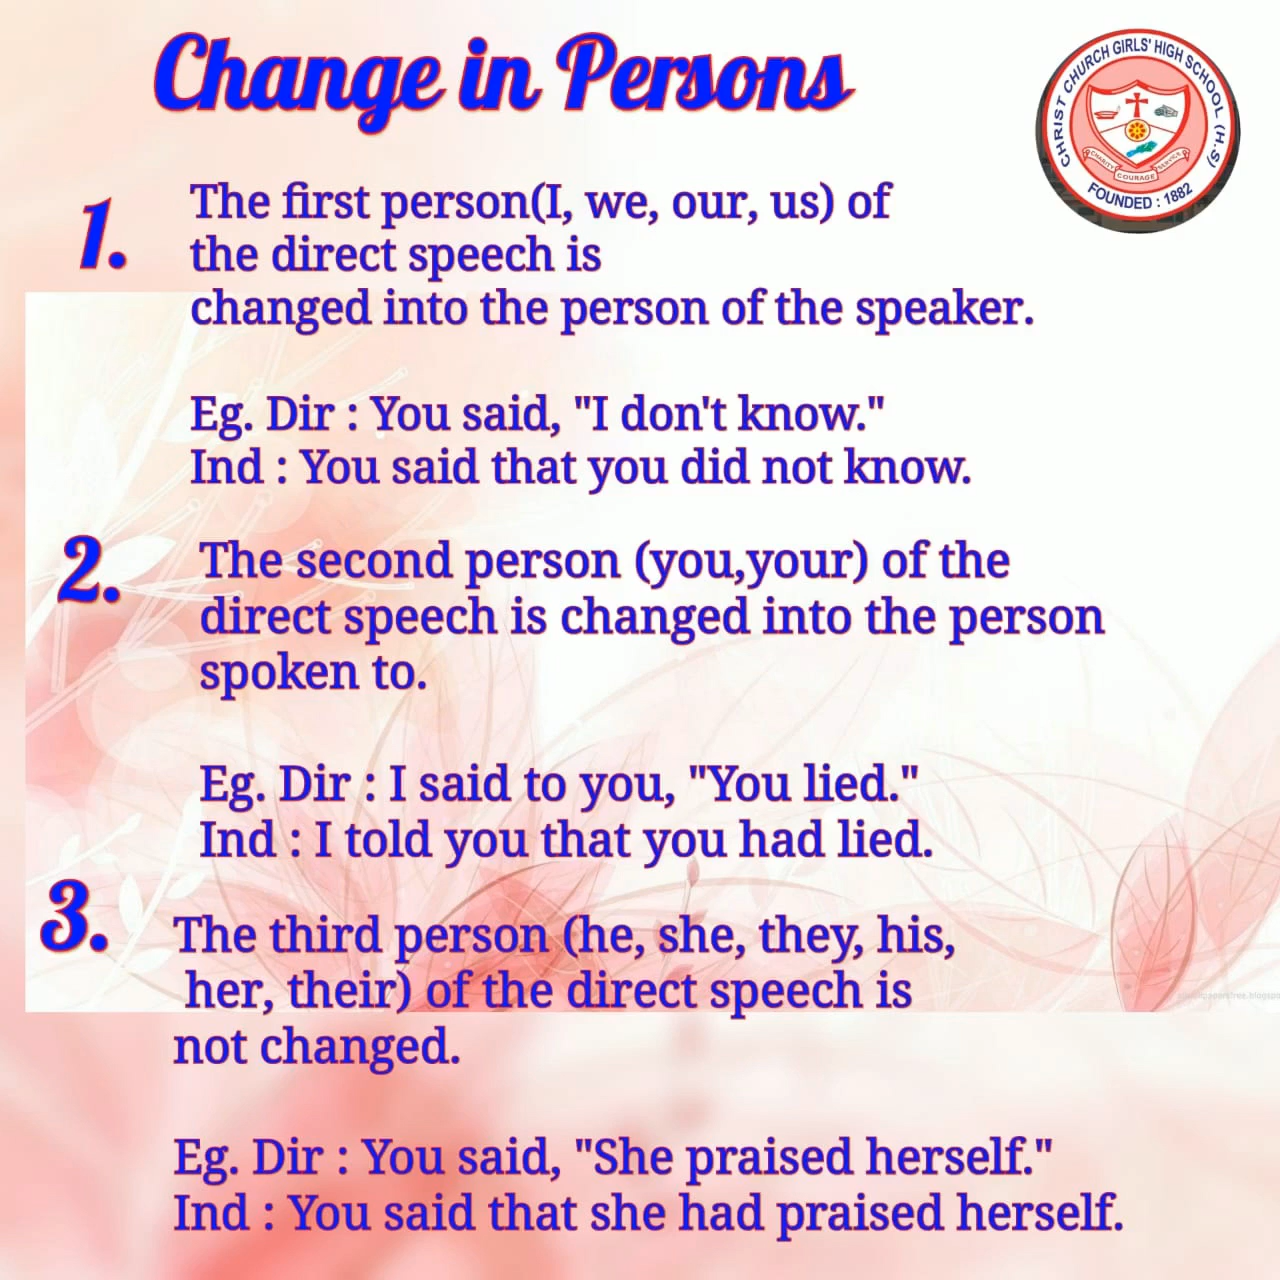 Change in Persons
CHRIST CHURCH GIRLS' HIGH SCHOOL (H.S)
CHARITY COURAGE SERVICE
FOUNDED : 1882
1.
The first person(I, we, our, us) of
the direct speech is
changed into the person of the speaker.
Eg. Dir : You said, "I don't know."
Ind : You said that you did not know.
2.
The second person (you,your) of the
direct speech is changed into the person
spoken to.
Eg. Dir : I said to you, "You lied."
Ind : I told you that you had lied.
3.
The third person (he, she, they, his,
her, their) of the direct speech is
not changed.
Eg. Dir : You said, "She praised herself."
Ind : You said that she had praised herself.